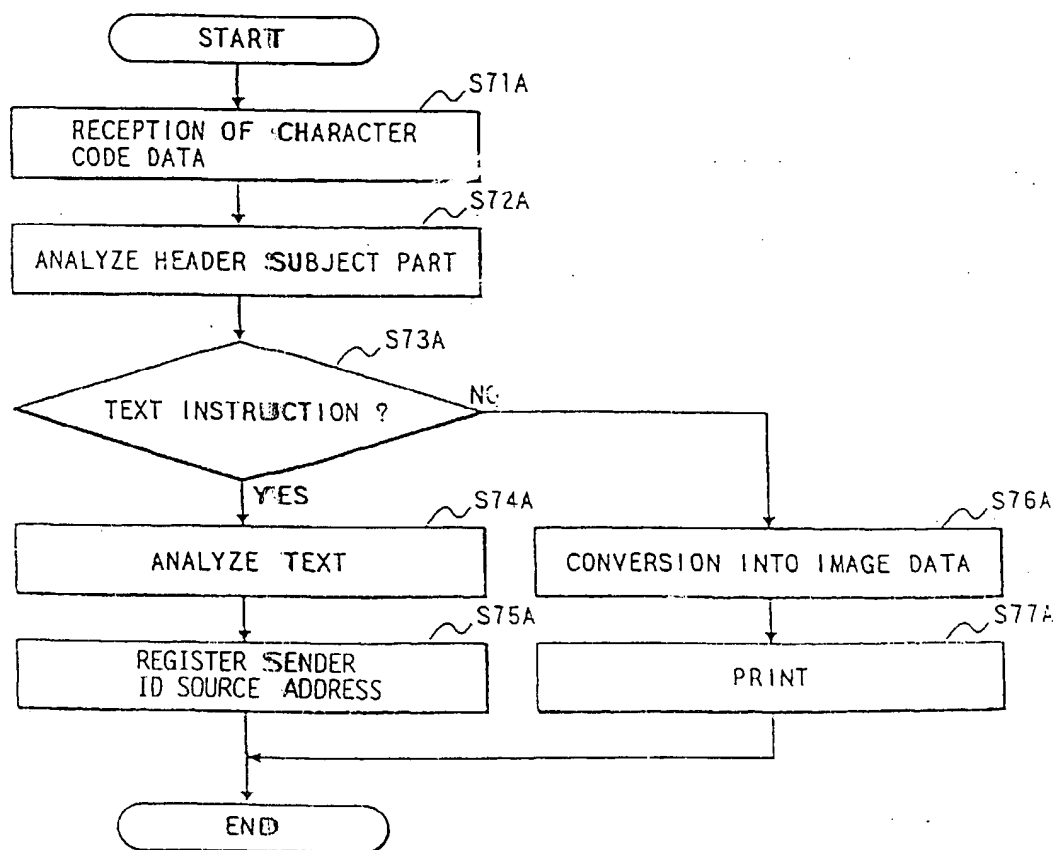 START
S71A
RECEPTION OF CHARACTER
CODE DATA
S72A
ANALYZE HEADER SUBJECT PART
S73A
TEXT INSTRUCTION ?
NO
YES
S74A
ANALYZE TEXT
S75A
REGISTER SENDER
ID SOURCE ADDRESS
S76A
CONVERSION INTO IMAGE DATA
S77A
PRINT
END